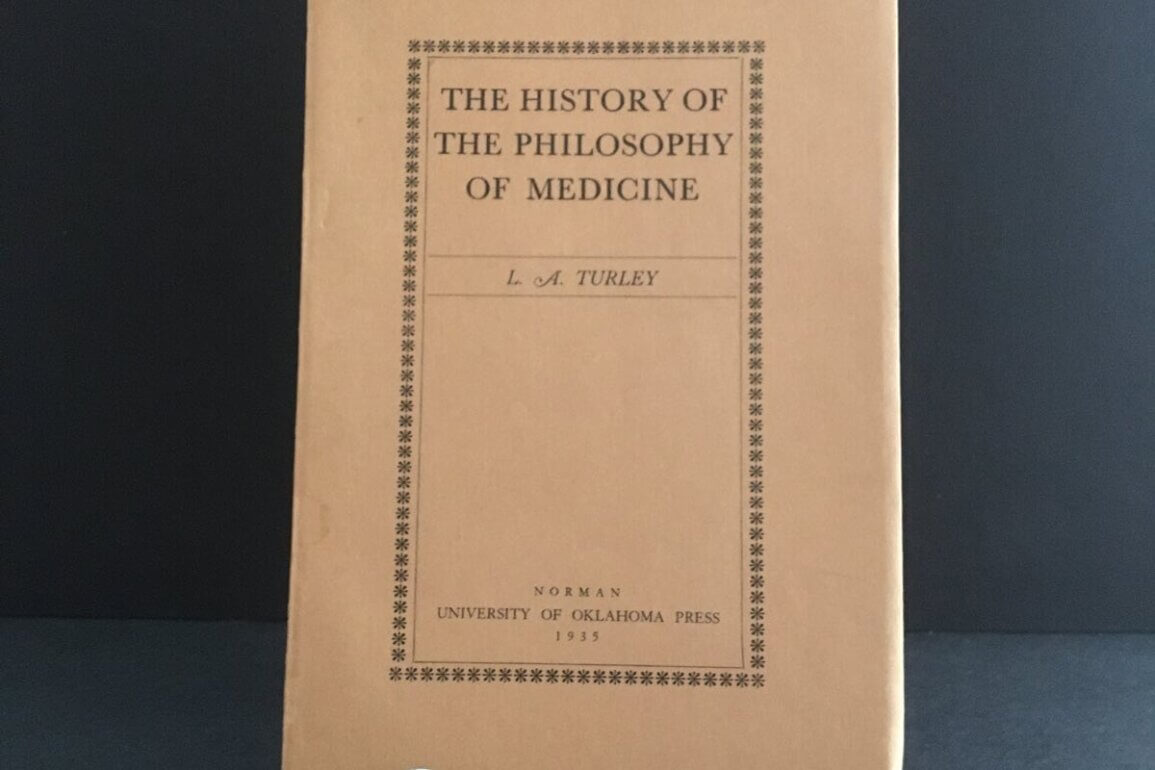 THE HISTORY OF
THE PHILOSOPHY
OF MEDICINE
L. A. TURLEY
NORMAN
UNIVERSITY OF OKLAHOMA PRESS
1935